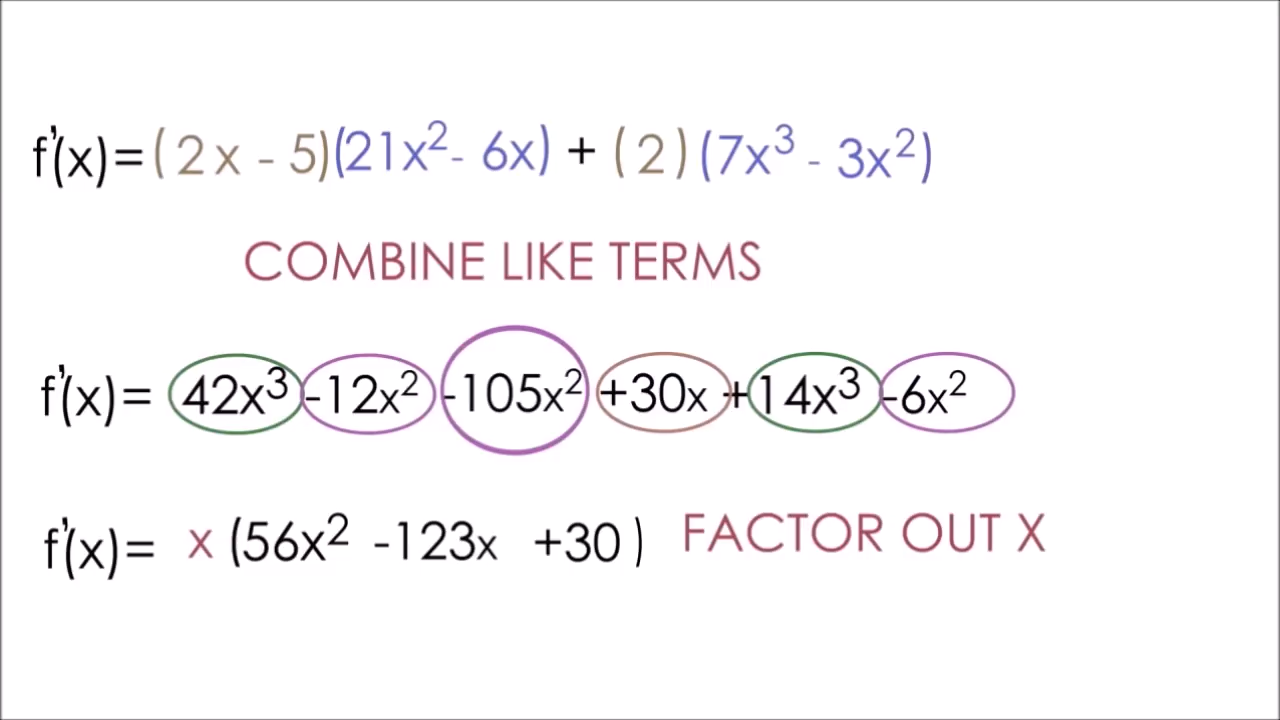 f'(x)=(2x - 5)(21x² - 6x) + (2)(7x³ - 3x²)
COMBINE LIKE TERMS
f'(x)= 42x³ -12x² -105x² +30x +14x³ -6x²
f'(x)= x (56x² -123x +30 ) FACTOR OUT X